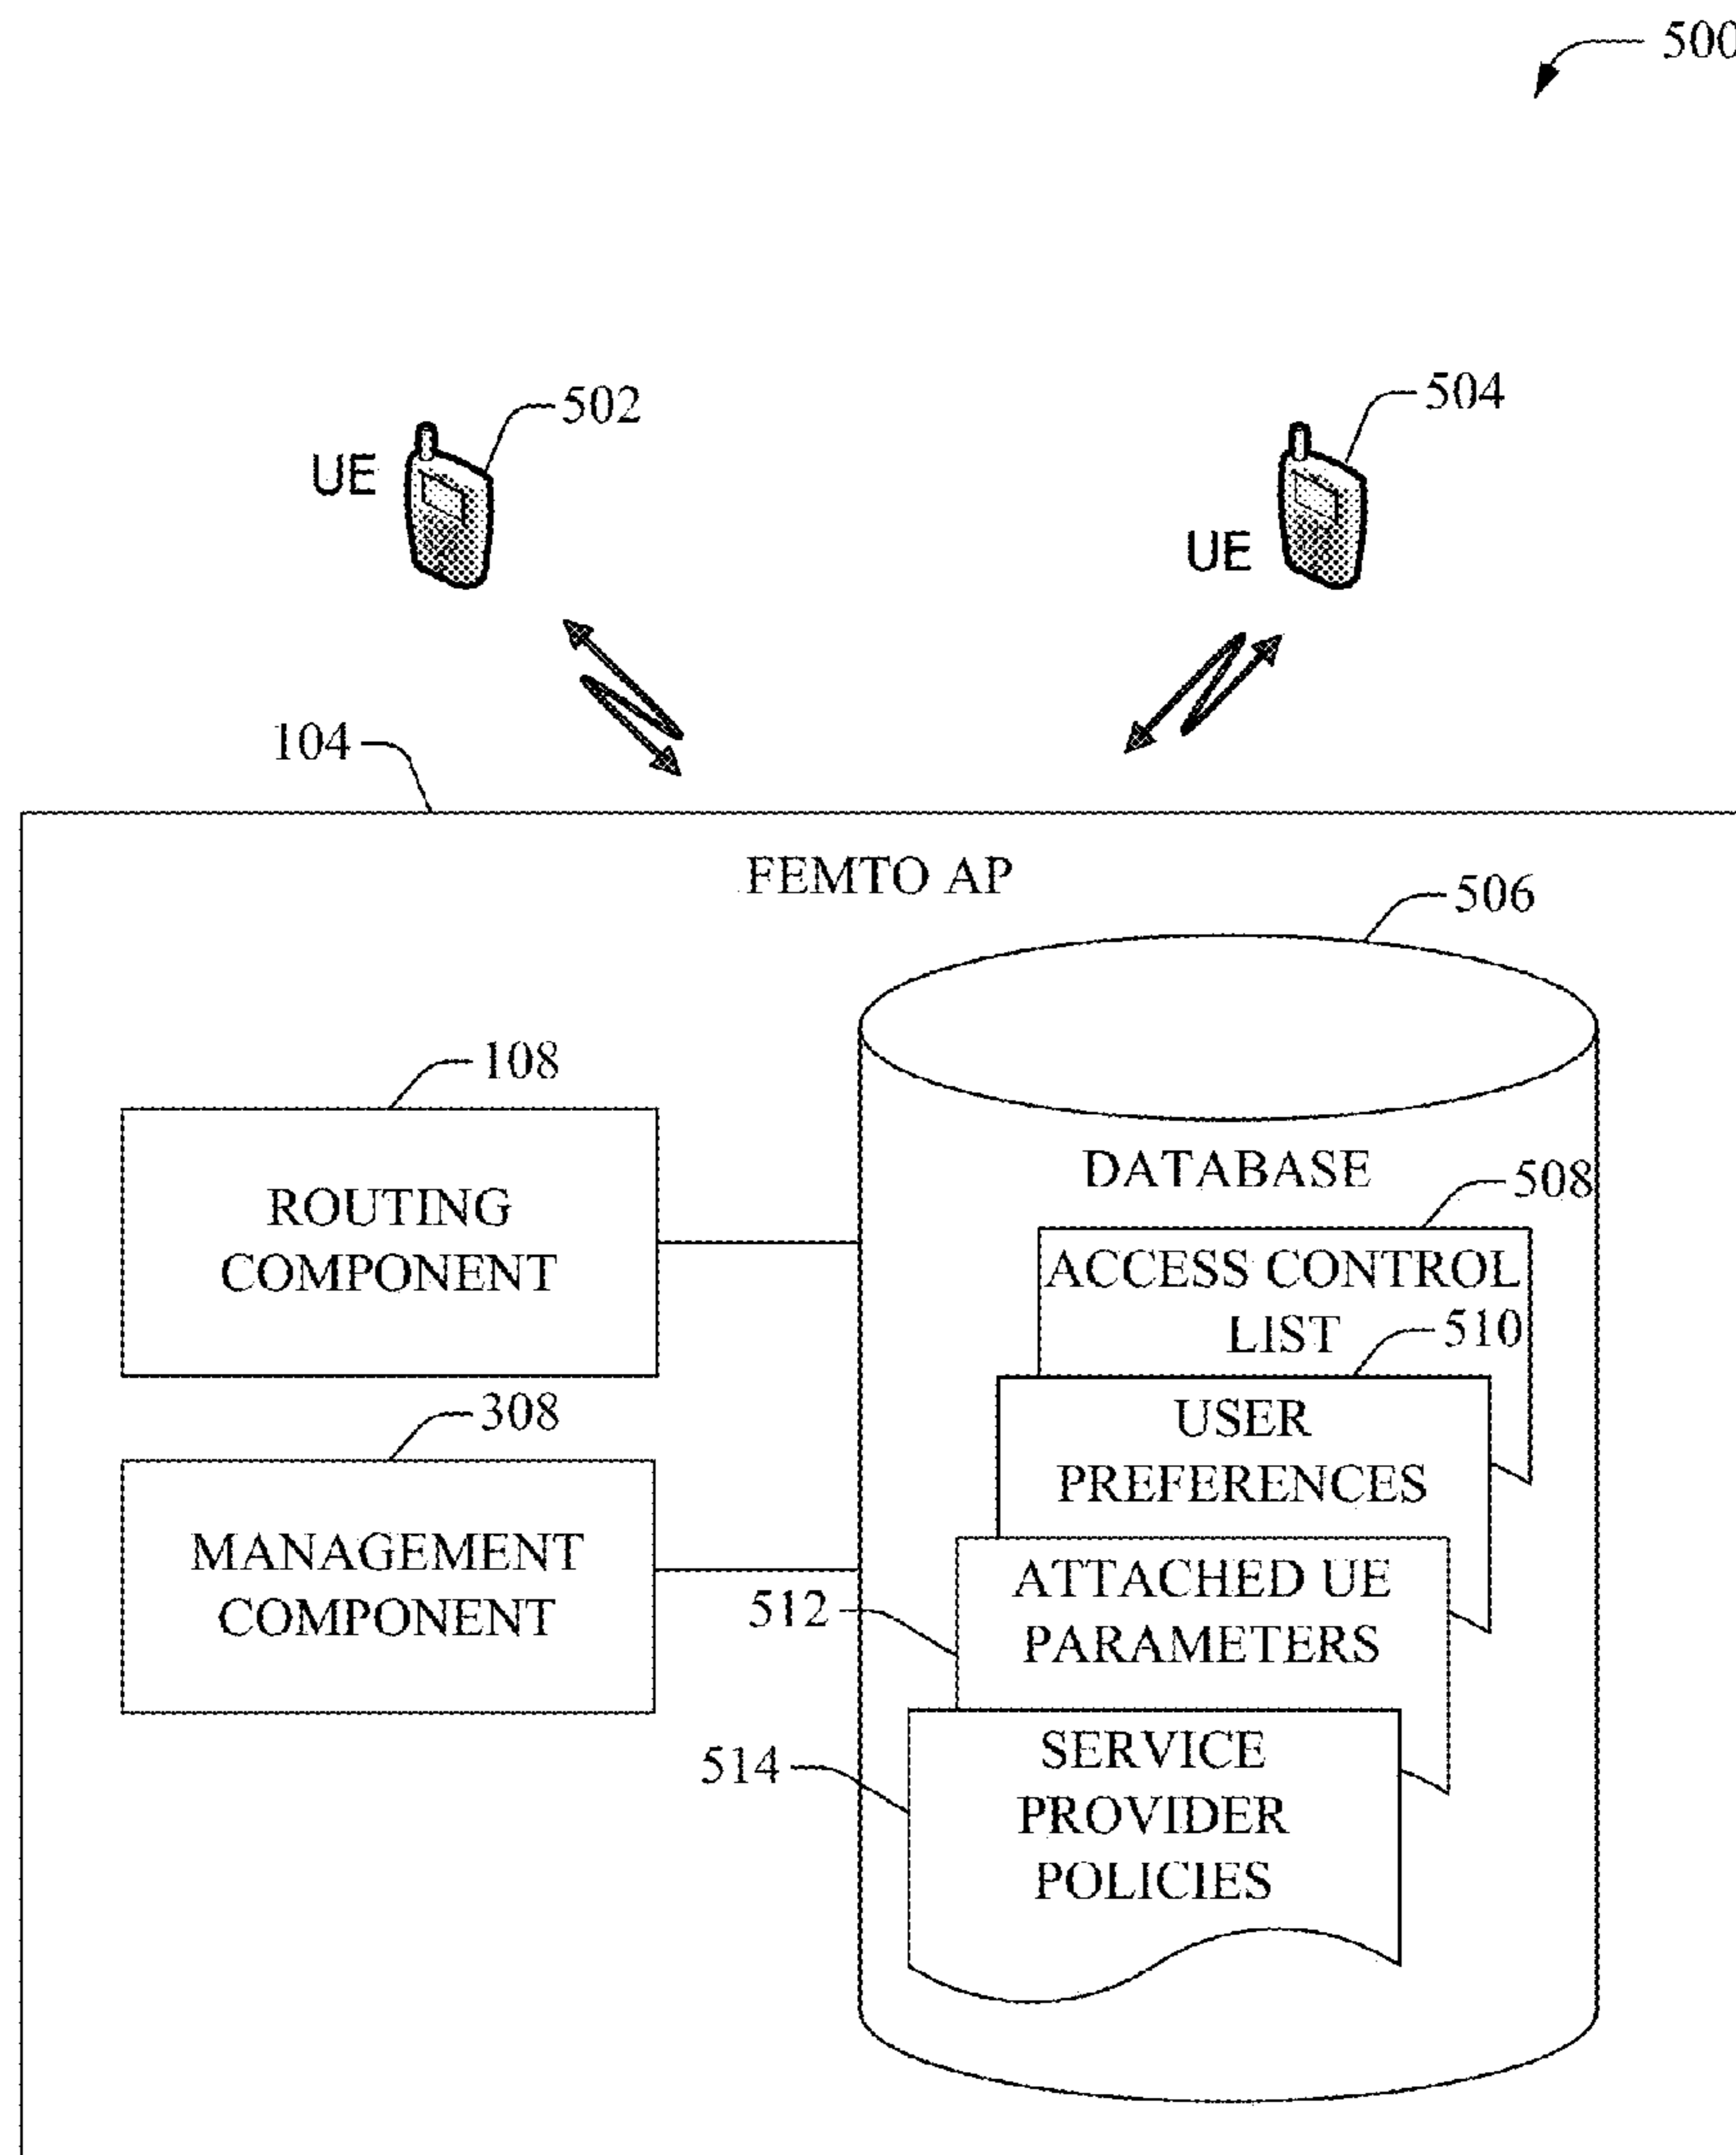 500
502
504
UE
UE
104
FEMTO AP
506
108
ROUTING
COMPONENT
DATABASE
508
ACCESS CONTROL
LIST
510
308
MANAGEMENT
COMPONENT
USER
PREFERENCES
512
ATTACHED UE
PARAMETERS
514
SERVICE
PROVIDER
POLICIES